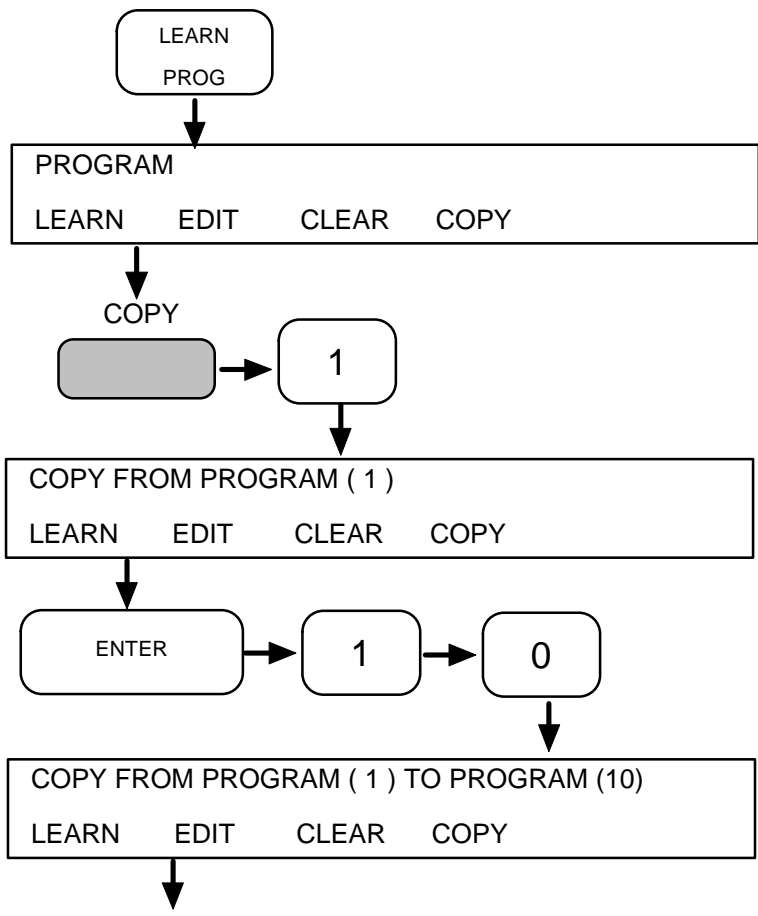 LEARN
PROG
PROGRAM
LEARN EDIT CLEAR COPY
COPY
1
COPY FROM PROGRAM ( 1 )
LEARN EDIT CLEAR COPY
ENTER 1 0
COPY FROM PROGRAM ( 1 ) TO PROGRAM (10)
LEARN EDIT CLEAR COPY